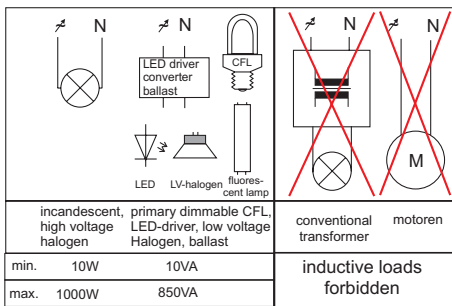 N
N
N
N
LED driver
converter
ballast
CFL
M
LED
LV-halogen
fluores-
cent lamp
incandescent,
high voltage
halogen
primary dimmable CFL,
LED-driver, low voltage
Halogen, ballast
conventional
transformer
motoren
min.
10W
10VA
max.
1000W
850VA
inductive loads
forbidden